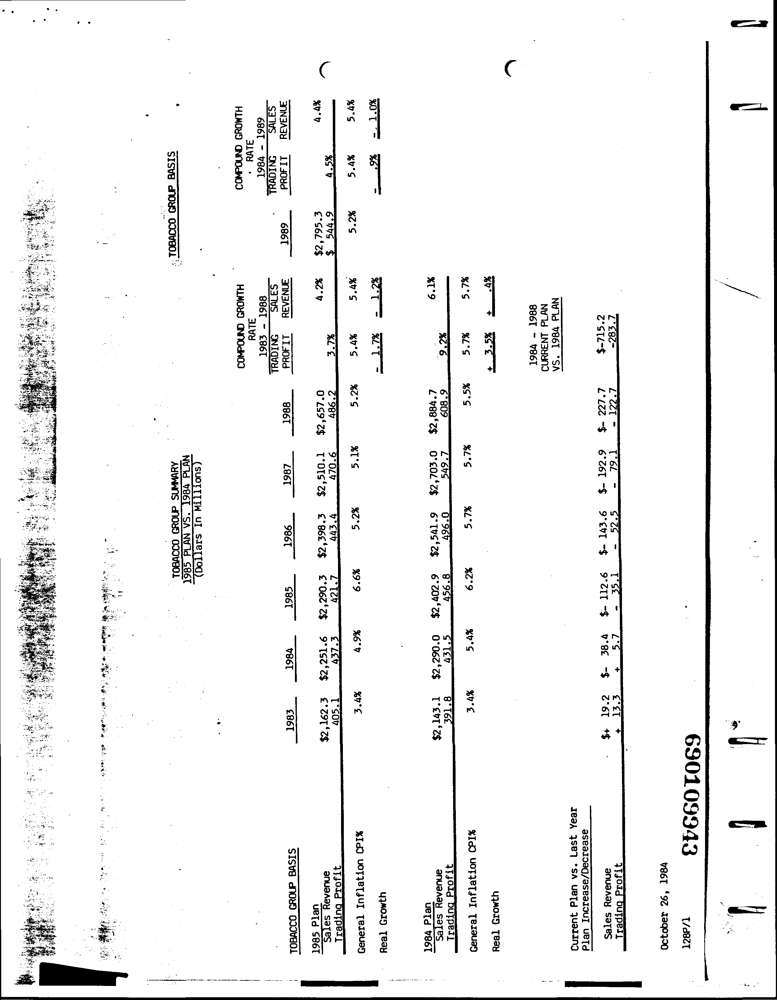 TOBACCO GROUP SUMMARY
1985 PLAN VS. 1984 PLAN
(Dollars In Millions)
TOBACCO GROUP BASIS
COMPOUND GROWTH RATE 1983 - 1988 COMPOUND GROWTH RATE 1984 - 1989
TOBACCO GROUP BASIS 1983 1984 1985 1986 1987 1988 TRADING PROFIT SALES REVENUE 1989 TRADING PROFIT SALES REVENUE
1985 Plan
Sales Revenue $2,162.3 $2,251.6 $2,290.3 $2,398.3 $2,510.1 $2,657.0 4.2% $2,795.3 4.4%
Trading Profit 405.1 437.3 421.7 443.4 470.6 486.2 3.7% $ 544.9 4.5%
General Inflation CPI% 3.4% 4.9% 6.6% 5.2% 5.1% 5.2% 5.4% 5.4% 5.2% 5.4% 5.4%
Real Growth - 1.7% - 1.2% - .9% - 1.0%
1984 Plan
Sales Revenue $2,143.1 $2,290.0 $2,402.9 $2,541.9 $2,703.0 $2,884.7 6.1%
Trading Profit 391.8 431.5 456.8 496.0 549.7 608.9 9.2%
General Inflation CPI% 3.4% 5.4% 6.2% 5.7% 5.7% 5.5% 5.7% 5.7%
Real Growth + 3.5% + .4%
1984 - 1988
CURRENT PLAN
VS. 1984 PLAN
Current Plan vs. Last Year
Plan Increase/Decrease
Sales Revenue $+ 19.2 $- 38.4 $- 112.6 $- 143.6 $- 192.9 $- 227.7 $-715.2
Trading Profit + 13.3 + 5.7 - 35.1 - 52.5 - 79.1 - 122.7 -283.7
October 26, 1984
128P/1
690109943